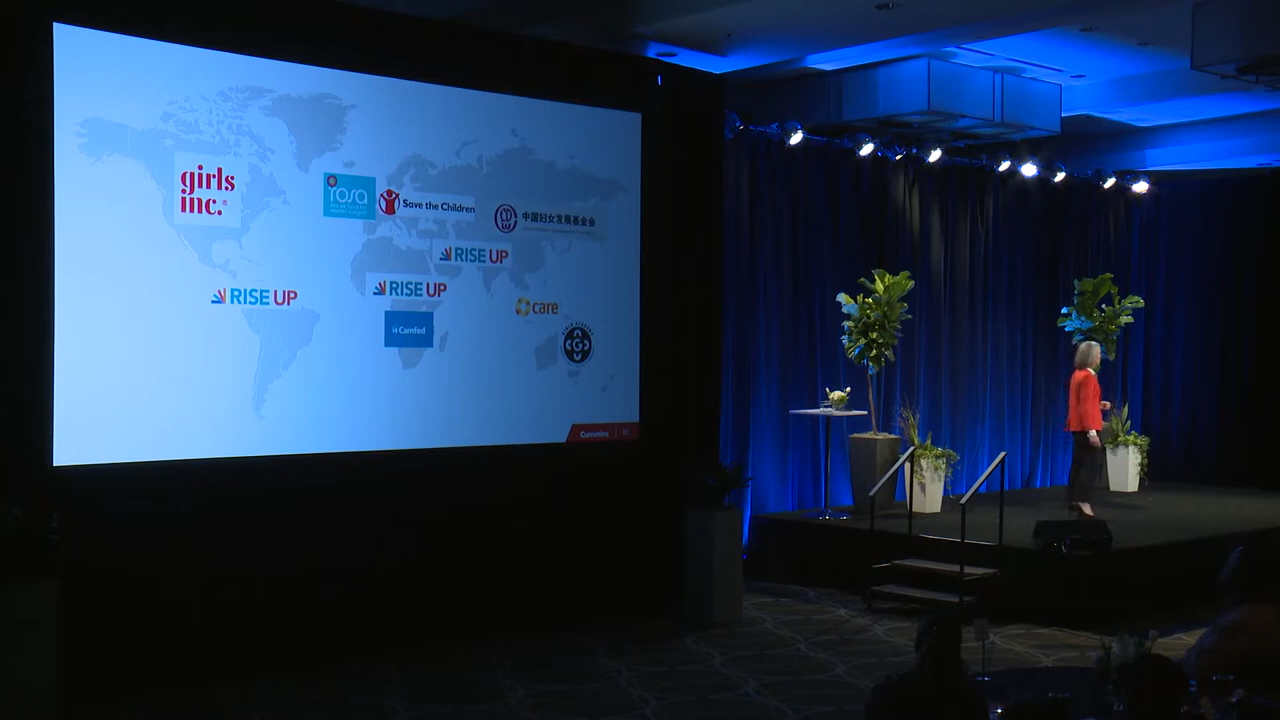 girls
inc.®
rosa
Save the Children
中国妇女发展基金会
RISE UP
RISE UP
RISE UP
care
Camfed
G
Cummins